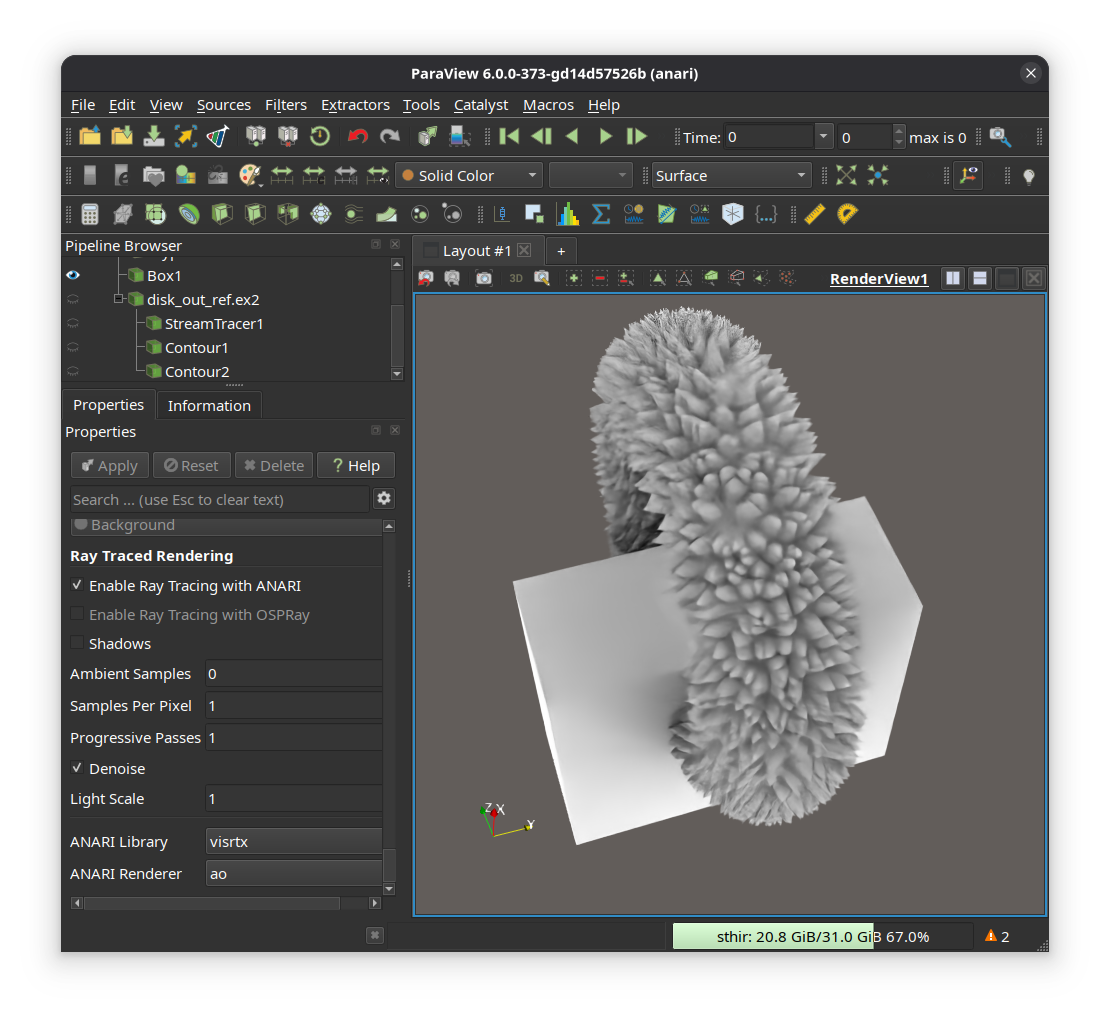 ParaView 6.0.0-373-gd14d57526b (anari)
File Edit View Sources Filters Extractors Tools Catalyst Macros Help
Time: 0 0 max is 0
Solid Color Surface
Pipeline Browser
Layout #1 +
Box1
3D RenderView1
disk_out_ref.ex2
StreamTracer1
Contour1
Contour2
Properties Information
Properties
Apply Reset Delete ? Help
Search ... (use Esc to clear text)
Background
Ray Traced Rendering
Enable Ray Tracing with ANARI
Enable Ray Tracing with OSPRay
Shadows
Ambient Samples 0
Samples Per Pixel 1
Progressive Passes 1
Denoise
Light Scale 1
ANARI Library visrtx
ANARI Renderer ao
Z X
Y
sthir: 20.8 GiB/31.0 GiB 67.0% 2